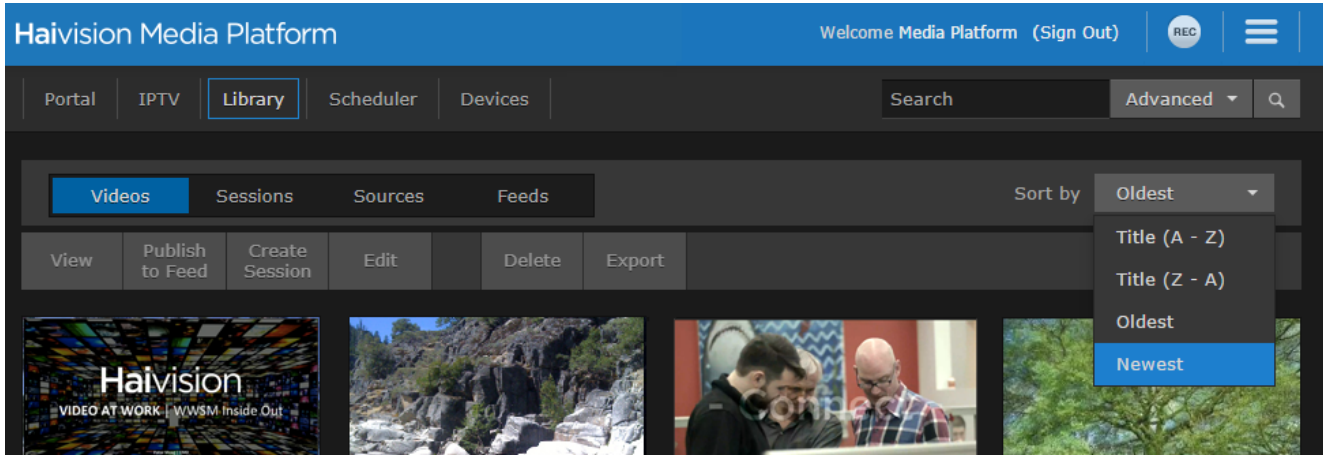 Haivision Media Platform
Welcome Media Platform (Sign Out)
REC
Portal
IPTV
Library
Scheduler
Devices
Search
Advanced
Videos
Sessions
Sources
Feeds
Sort by
Oldest
Title (A - Z)
Title (Z - A)
Oldest
Newest
View
Publish
to Feed
Create
Session
Edit
Delete
Export
Haivision
VIDEO AT WORK | WWSM Inside Out
Connect